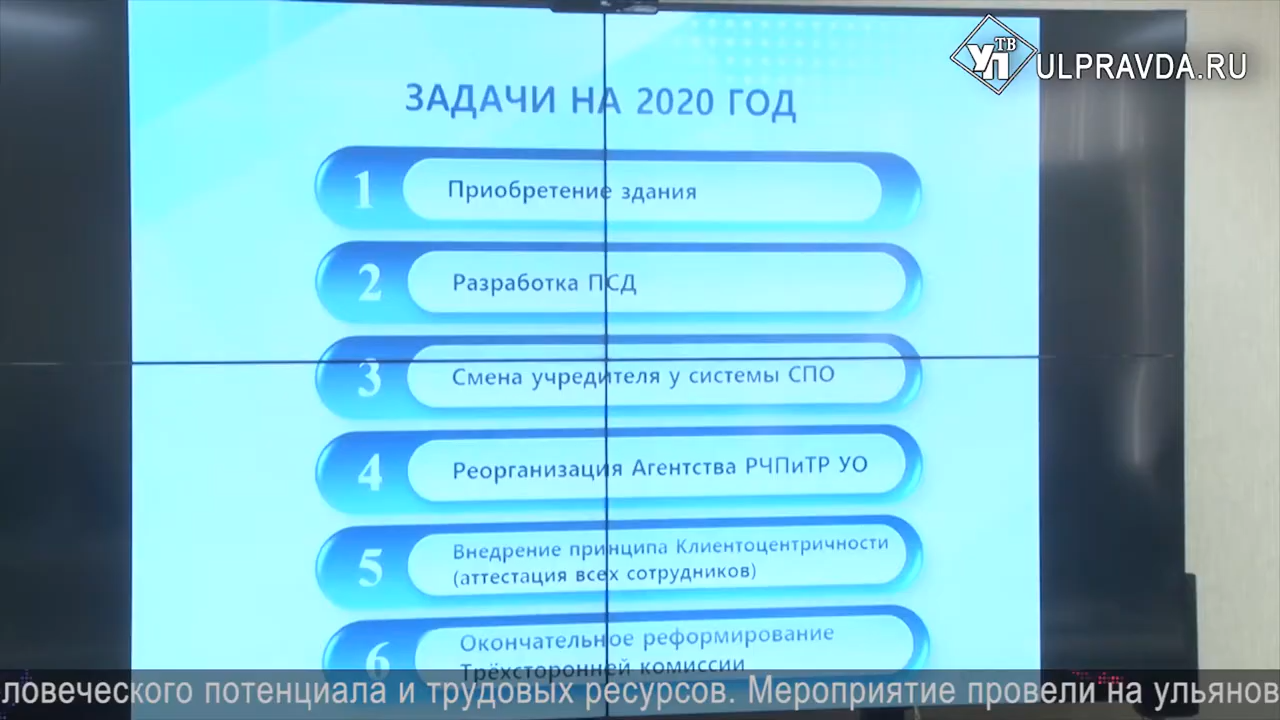 УП ТВ ULPRAVDA.RU
ЗАДАЧИ НА 2020 ГОД
1 Приобретение здания
2 Разработка ПСД
3 Смена учредителя у системы СПО
4 Реорганизация Агентства РЧПиТР УО
5 Внедрение принципа Клиентоцентричности
(аттестация всех сотрудников)
6 Окончательное реформирование
Трёхсторонней комиссии
ловеческого потенциала и трудовых ресурсов. Мероприятие провели на ульянов